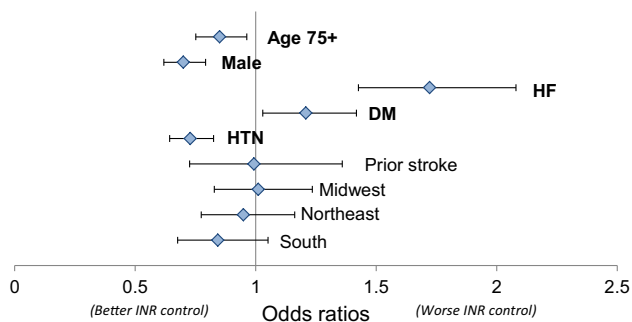 Age 75+
Male
HF
DM
HTN
Prior stroke
Midwest
Northeast
South
0 0.5 1 1.5 2 2.5
(Better INR control) Odds ratios (Worse INR control)